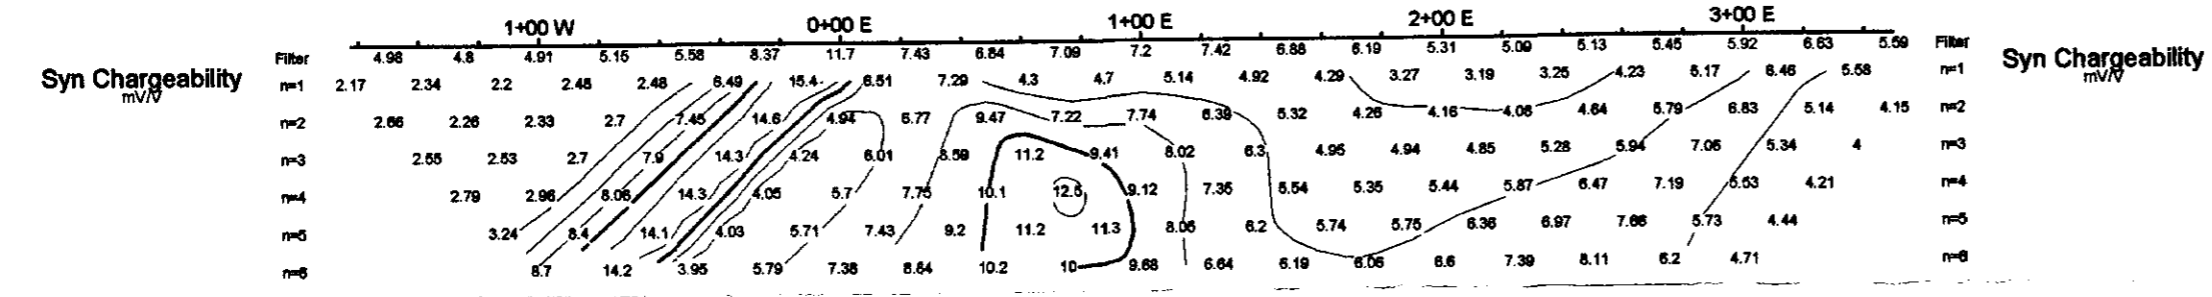 1+00 W 0+00 E 1+00 E 2+00 E 3+00 E
Filter 4.98 4.8 4.91 5.15 5.58 8.37 11.7 7.43 6.84 7.09 7.2 7.42 6.88 6.19 5.31 5.09 5.13 5.45 5.92 6.63 5.59 Filter
Syn Chargeability n=1 2.17 2.34 2.2 2.48 2.48 6.49 15.4 6.51 7.29 4.3 4.7 5.14 4.92 4.29 3.27 3.19 3.25 4.23 5.17 6.46 5.58 n=1 Syn Chargeability
mV/V mV/V
n=2 2.66 2.26 2.33 2.7 7.45 14.6 4.94 6.77 9.47 7.22 7.74 6.39 5.32 4.26 4.16 4.06 4.64 5.79 6.83 5.14 4.15 n=2
n=3 2.55 2.53 2.7 7.9 14.3 4.24 6.01 8.59 11.2 9.41 8.02 6.3 4.95 4.94 4.85 5.28 5.94 7.06 5.34 4 n=3
n=4 2.79 2.96 8.06 14.3 4.05 5.7 7.75 10.1 12.5 9.12 7.35 5.54 5.35 5.44 5.87 6.47 7.19 5.53 4.21 n=4
n=5 3.24 8.4 14.1 4.03 5.71 7.43 9.2 11.2 11.3 8.05 6.2 5.74 5.75 6.36 6.97 7.66 5.73 4.44 n=5
n=6 8.7 14.2 3.95 5.79 7.38 8.64 10.2 10 9.68 6.64 6.19 6.06 6.6 7.39 8.11 6.2 4.71 n=6